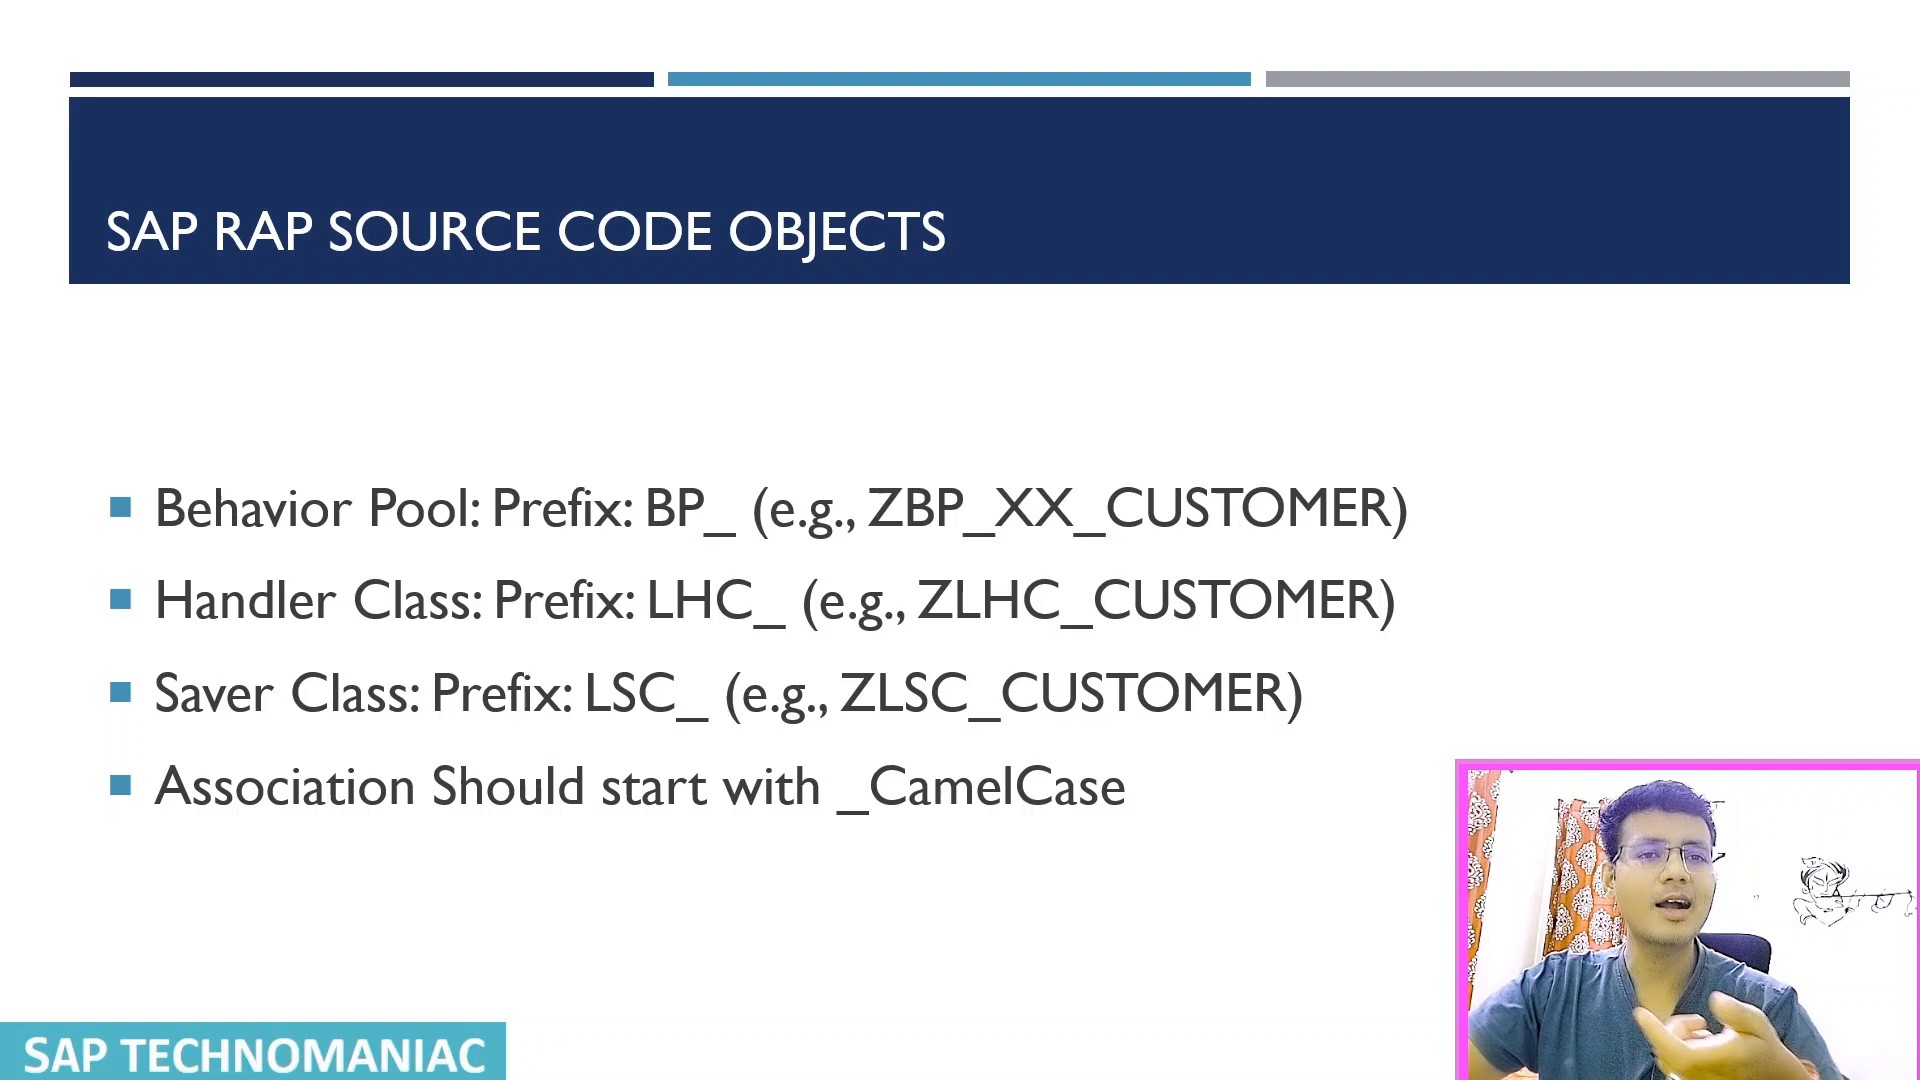 SAP RAP SOURCE CODE OBJECTS
Behavior Pool: Prefix: BP_ (e.g., ZBP_XX_CUSTOMER)
Handler Class: Prefix: LHC_ (e.g., ZLHC_CUSTOMER)
Saver Class: Prefix: LSC_ (e.g., ZLSC_CUSTOMER)
Association Should start with _CamelCase
SAP TECHNOMANIAC